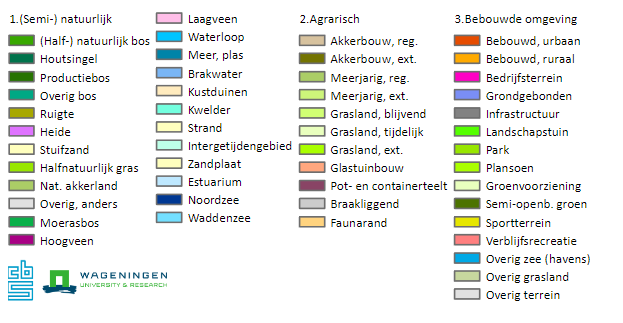 1.(Semi-) natuurlijk
(Half-) natuurlijk bos
Houtsingel
Productiebos
Overig bos
Ruigte
Heide
Stuifzand
Halfnatuurlijk gras
Nat. akkerland
Overig, anders
Moerasbos
Hoogveen
Laagveen
Waterloop
Meer, plas
Brakwater
Kustduinen
Kwelder
Strand
Intergetijdengebied
Zandplaat
Estuarium
Noordzee
Waddenzee
2.Agrarisch
Akkerbouw, reg.
Akkerbouw, ext.
Meerjarig, reg.
Meerjarig, ext.
Grasland, blijvend
Grasland, tijdelijk
Grasland, ext.
Glastuinbouw
Pot- en containerteelt
Braakliggend
Faunarand
3.Bebouwde omgeving
Bebouwd, urbaan
Bebouwd, ruraal
Bedrijfsterrein
Grondgebonden
Infrastructuur
Landschapstuin
Park
Plansoen
Groenvoorziening
Semi-openb. groen
Sportterrein
Verblijfsrecreatie
Overig zee (havens)
Overig grasland
Overig terrein
cbs
WAGENINGEN
UNIVERSITY & RESEARCH